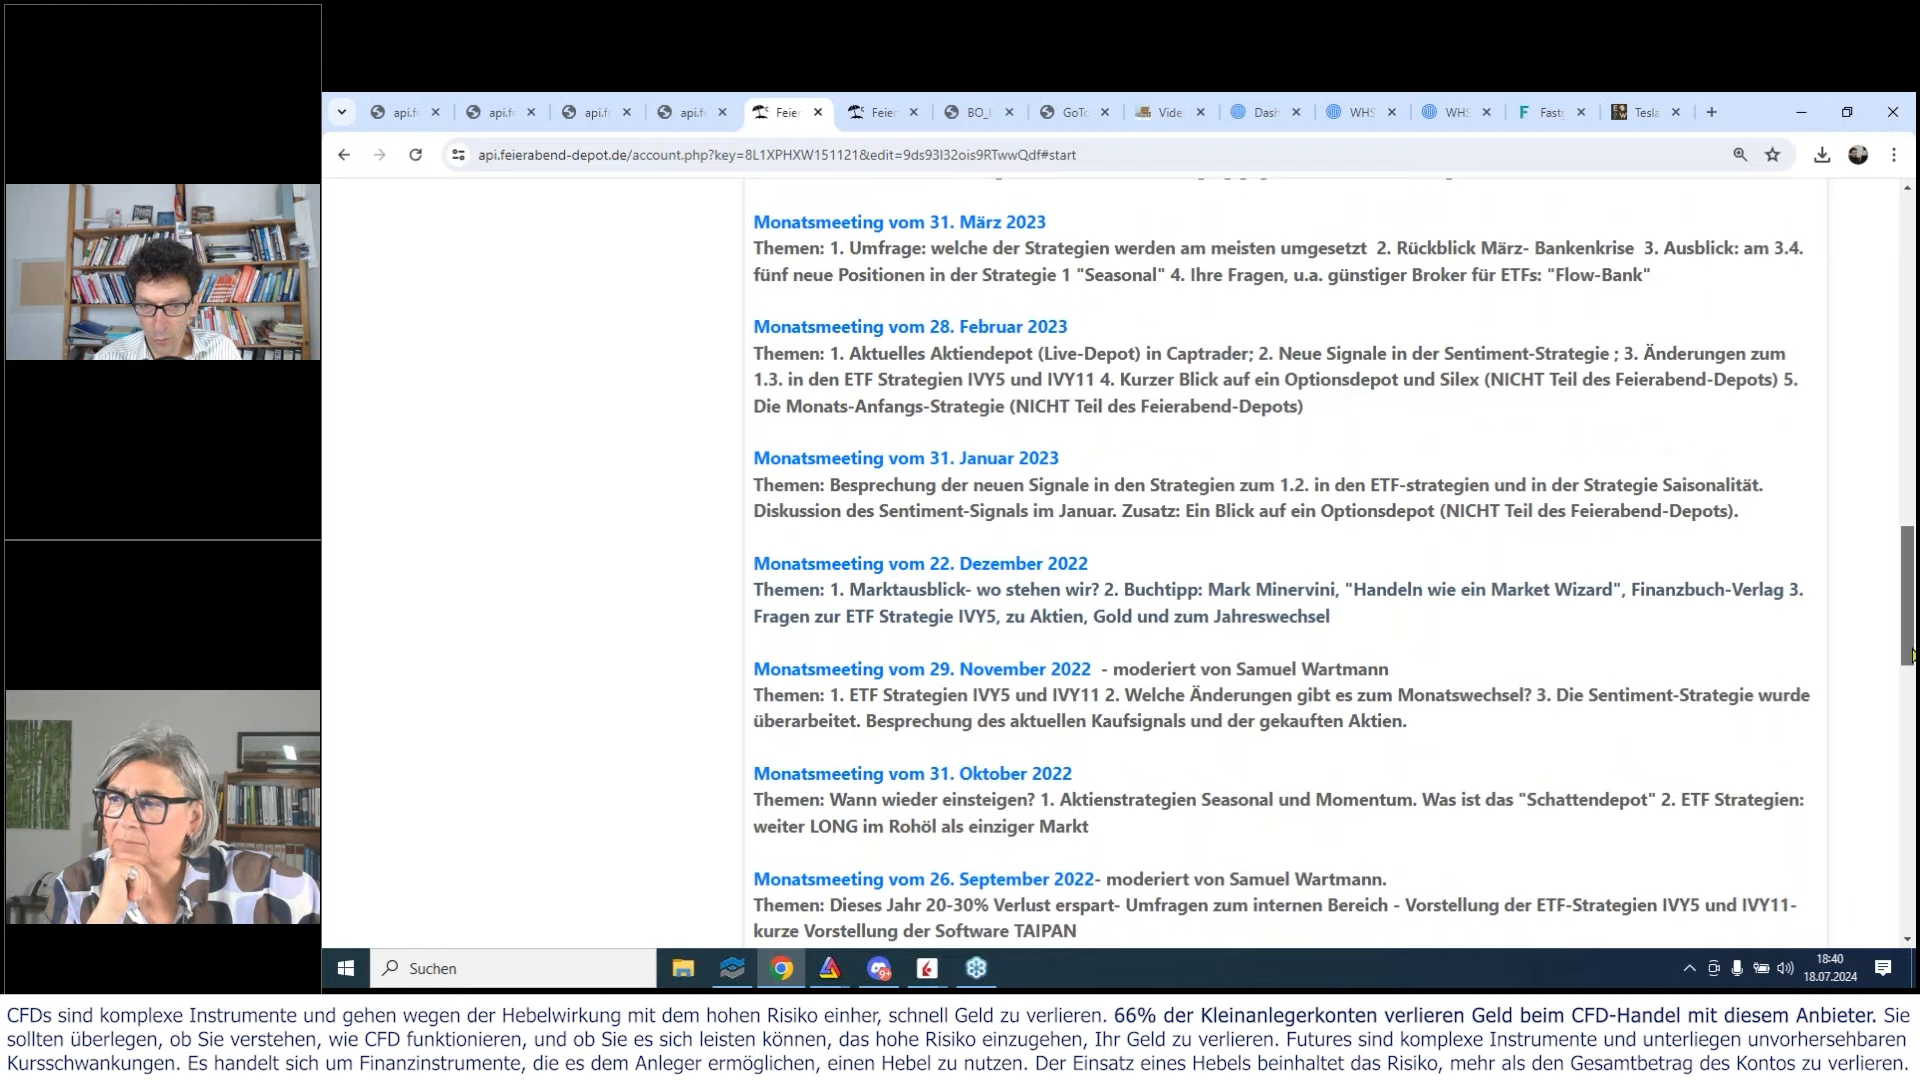 api.f
api.f
api.f
api.f
Feier
Feier
BO_
GoTo
Vide
Dash
WHS
WHS
F Fast
Tesla
api.feierabend-depot.de/account.php?key=8L1XPHXW151121&edit=9ds93l32ois9RTwwQdf#start
Monatsmeeting vom 31. März 2023
Themen: 1. Umfrage: welche der Strategien werden am meisten umgesetzt 2. Rückblick März- Bankenkrise 3. Ausblick: am 3.4.
fünf neue Positionen in der Strategie 1 "Seasonal" 4. Ihre Fragen, u.a. günstiger Broker für ETFs: "Flow-Bank"
Monatsmeeting vom 28. Februar 2023
Themen: 1. Aktuelles Aktiendepot (Live-Depot) in Captrader; 2. Neue Signale in der Sentiment-Strategie ; 3. Änderungen zum
1.3. in den ETF Strategien IVY5 und IVY11 4. Kurzer Blick auf ein Optionsdepot und Silex (NICHT Teil des Feierabend-Depots) 5.
Die Monats-Anfangs-Strategie (NICHT Teil des Feierabend-Depots)
Monatsmeeting vom 31. Januar 2023
Themen: Besprechung der neuen Signale in den Strategien zum 1.2. in den ETF-strategien und in der Strategie Saisonalität.
Diskussion des Sentiment-Signals im Januar. Zusatz: Ein Blick auf ein Optionsdepot (NICHT Teil des Feierabend-Depots).
Monatsmeeting vom 22. Dezember 2022
Themen: 1. Marktausblick- wo stehen wir? 2. Buchtipp: Mark Minervini, "Handeln wie ein Market Wizard", Finanzbuch-Verlag 3.
Fragen zur ETF Strategie IVY5, zu Aktien, Gold und zum Jahreswechsel
Monatsmeeting vom 29. November 2022 - moderiert von Samuel Wartmann
Themen: 1. ETF Strategien IVY5 und IVY11 2. Welche Änderungen gibt es zum Monatswechsel? 3. Die Sentiment-Strategie wurde
überarbeitet. Besprechung des aktuellen Kaufsignals und der gekauften Aktien.
Monatsmeeting vom 31. Oktober 2022
Themen: Wann wieder einsteigen? 1. Aktienstrategien Seasonal und Momentum. Was ist das "Schattendepot" 2. ETF Strategien:
weiter LONG im Rohöl als einziger Markt
Monatsmeeting vom 26. September 2022- moderiert von Samuel Wartmann.
Themen: Dieses Jahr 20-30% Verlust erspart- Umfragen zum internen Bereich - Vorstellung der ETF-Strategien IVY5 und IVY11-
kurze Vorstellung der Software TAIPAN
Suchen
9+
18:40
18.07.2024
CFDs sind komplexe Instrumente und gehen wegen der Hebelwirkung mit dem hohen Risiko einher, schnell Geld zu verlieren. 66% der Kleinanlegerkonten verlieren Geld beim CFD-Handel mit diesem Anbieter. Sie
sollten überlegen, ob Sie verstehen, wie CFD funktionieren, und ob Sie es sich leisten können, das hohe Risiko einzugehen, Ihr Geld zu verlieren. Futures sind komplexe Instrumente und unterliegen unvorhersehbaren
Kursschwankungen. Es handelt sich um Finanzinstrumente, die es dem Anleger ermöglichen, einen Hebel zu nutzen. Der Einsatz eines Hebels beinhaltet das Risiko, mehr als den Gesamtbetrag des Kontos zu verlieren.